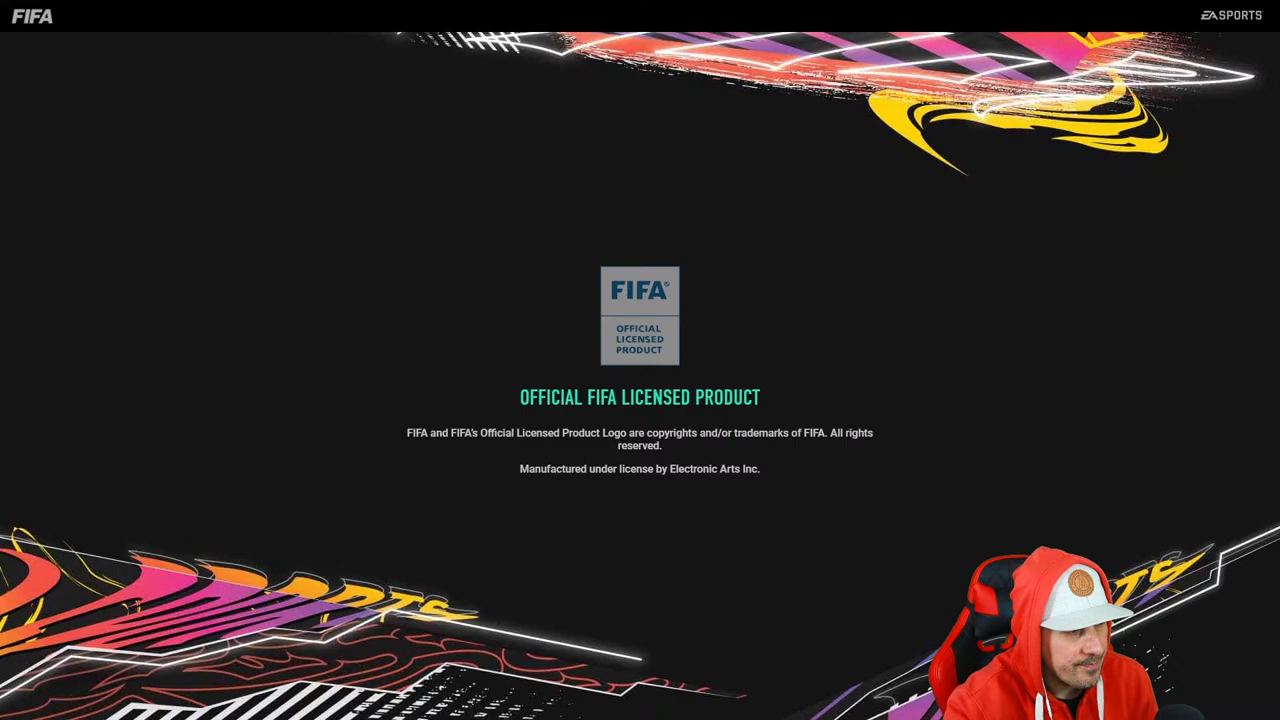 FIFA
EA SPORTS
FIFA®
OFFICIAL
LICENSED
PRODUCT
OFFICIAL FIFA LICENSED PRODUCT
FIFA and FIFA's Official Licensed Product Logo are copyrights and/or trademarks of FIFA. All rights
reserved.
Manufactured under license by Electronic Arts Inc.